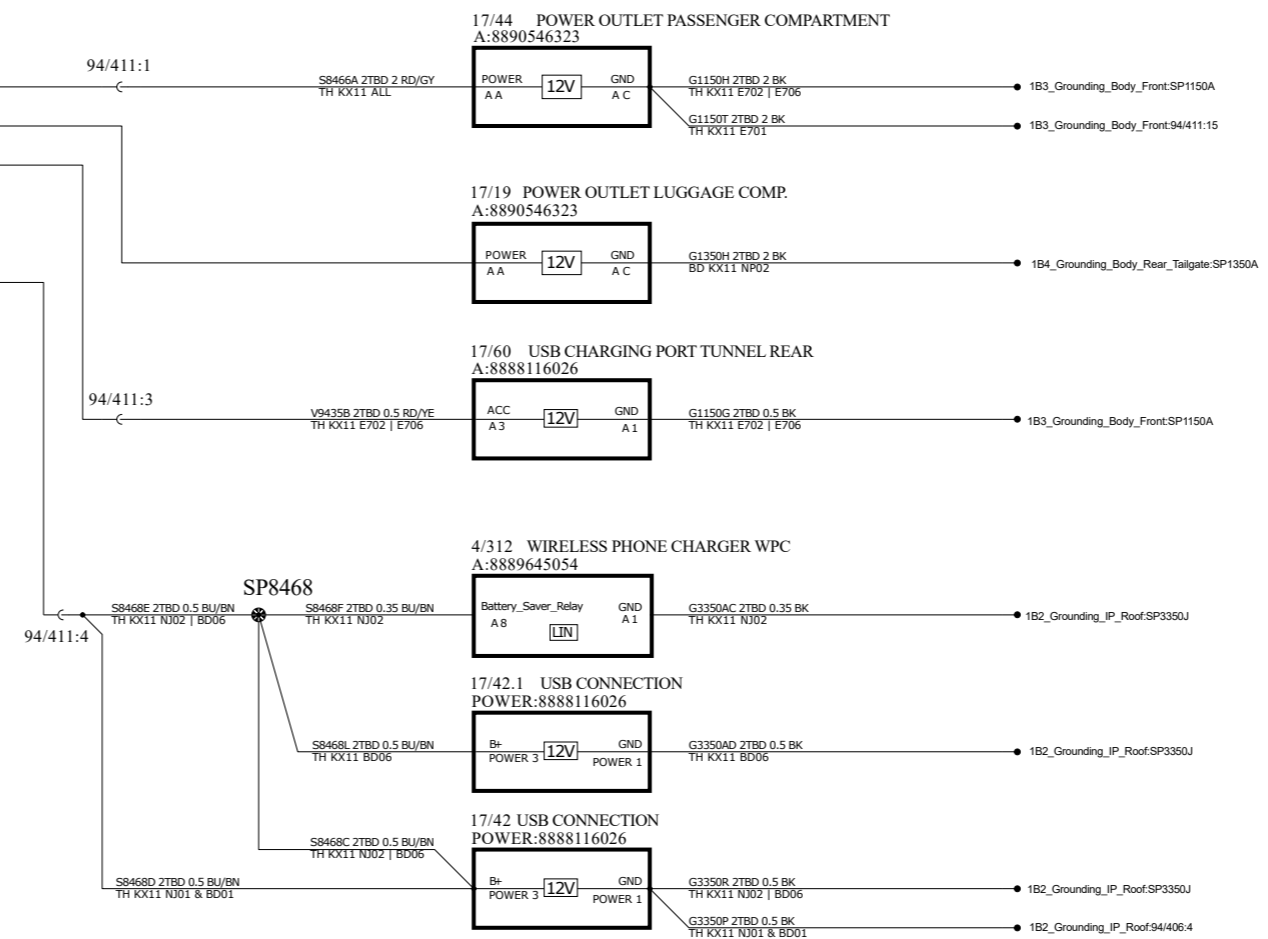 17/44 POWER OUTLET PASSENGER COMPARTMENT
A:8890546323
94/411:1
S8466A 2TBD 2 RD/GY
TH KX11 ALL
POWER
A A
12V
GND
A C
G1150H 2TBD 2 BK
TH KX11 E702 | E706
1B3_Grounding_Body_Front:SP1150A
G1150T 2TBD 2 BK
TH KX11 E701
1B3_Grounding_Body_Front:94/411:15
17/19 POWER OUTLET LUGGAGE COMP.
A:8890546323
POWER
A A
12V
GND
A C
G1350H 2TBD 2 BK
BD KX11 NP02
1B4_Grounding_Body_Rear_Tailgate:SP1350A
17/60 USB CHARGING PORT TUNNEL REAR
A:8888116026
94/411:3
V9435B 2TBD 0.5 RD/YE
TH KX11 E702 | E706
ACC
A 3
12V
GND
A 1
G1150G 2TBD 0.5 BK
TH KX11 E702 | E706
1B3_Grounding_Body_Front:SP1150A
4/312 WIRELESS PHONE CHARGER WPC
A:8889645054
SP8468
94/411:4
S8468E 2TBD 0.5 BU/BN
TH KX11 NJ02 | BD06
S8468F 2TBD 0.35 BU/BN
TH KX11 NJ02
Battery_Saver_Relay
A 8
LIN
GND
A 1
G3350AC 2TBD 0.35 BK
TH KX11 NJ02
1B2_Grounding_IP_Roof:SP3350J
17/42.1 USB CONNECTION
POWER:8888116026
S8468L 2TBD 0.5 BU/BN
TH KX11 BD06
B+
POWER 3
12V
GND
POWER 1
G3350AD 2TBD 0.5 BK
TH KX11 BD06
1B2_Grounding_IP_Roof:SP3350J
17/42 USB CONNECTION
POWER:8888116026
S8468C 2TBD 0.5 BU/BN
TH KX11 NJ02 | BD06
S8468D 2TBD 0.5 BU/BN
TH KX11 NJ01 & BD01
B+
POWER 3
12V
GND
POWER 1
G3350R 2TBD 0.5 BK
TH KX11 NJ02 | BD06
1B2_Grounding_IP_Roof:SP3350J
G3350P 2TBD 0.5 BK
TH KX11 NJ01 & BD01
1B2_Grounding_IP_Roof:94/406:4